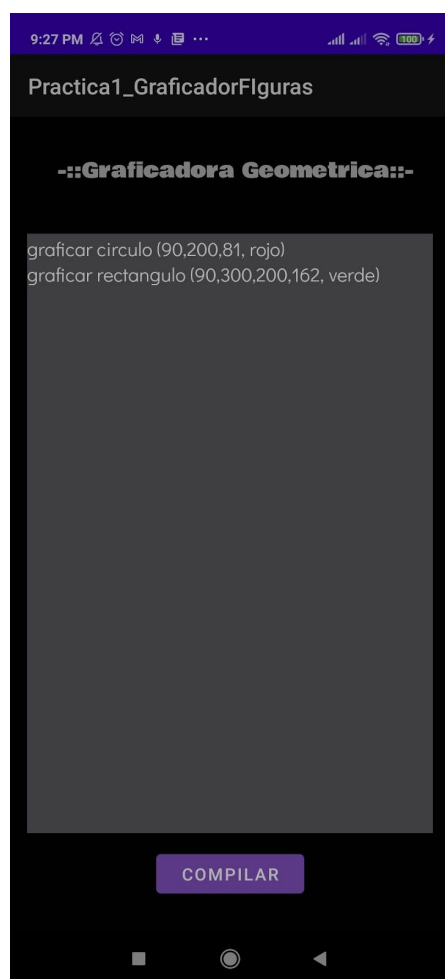 9:27 PM ...
100
Practica1_GraficadorFIguras
-::Graficadora Geometrica::-
graficar circulo (90,200,81, rojo)
graficar rectangulo (90,300,200,162, verde)
COMPILAR